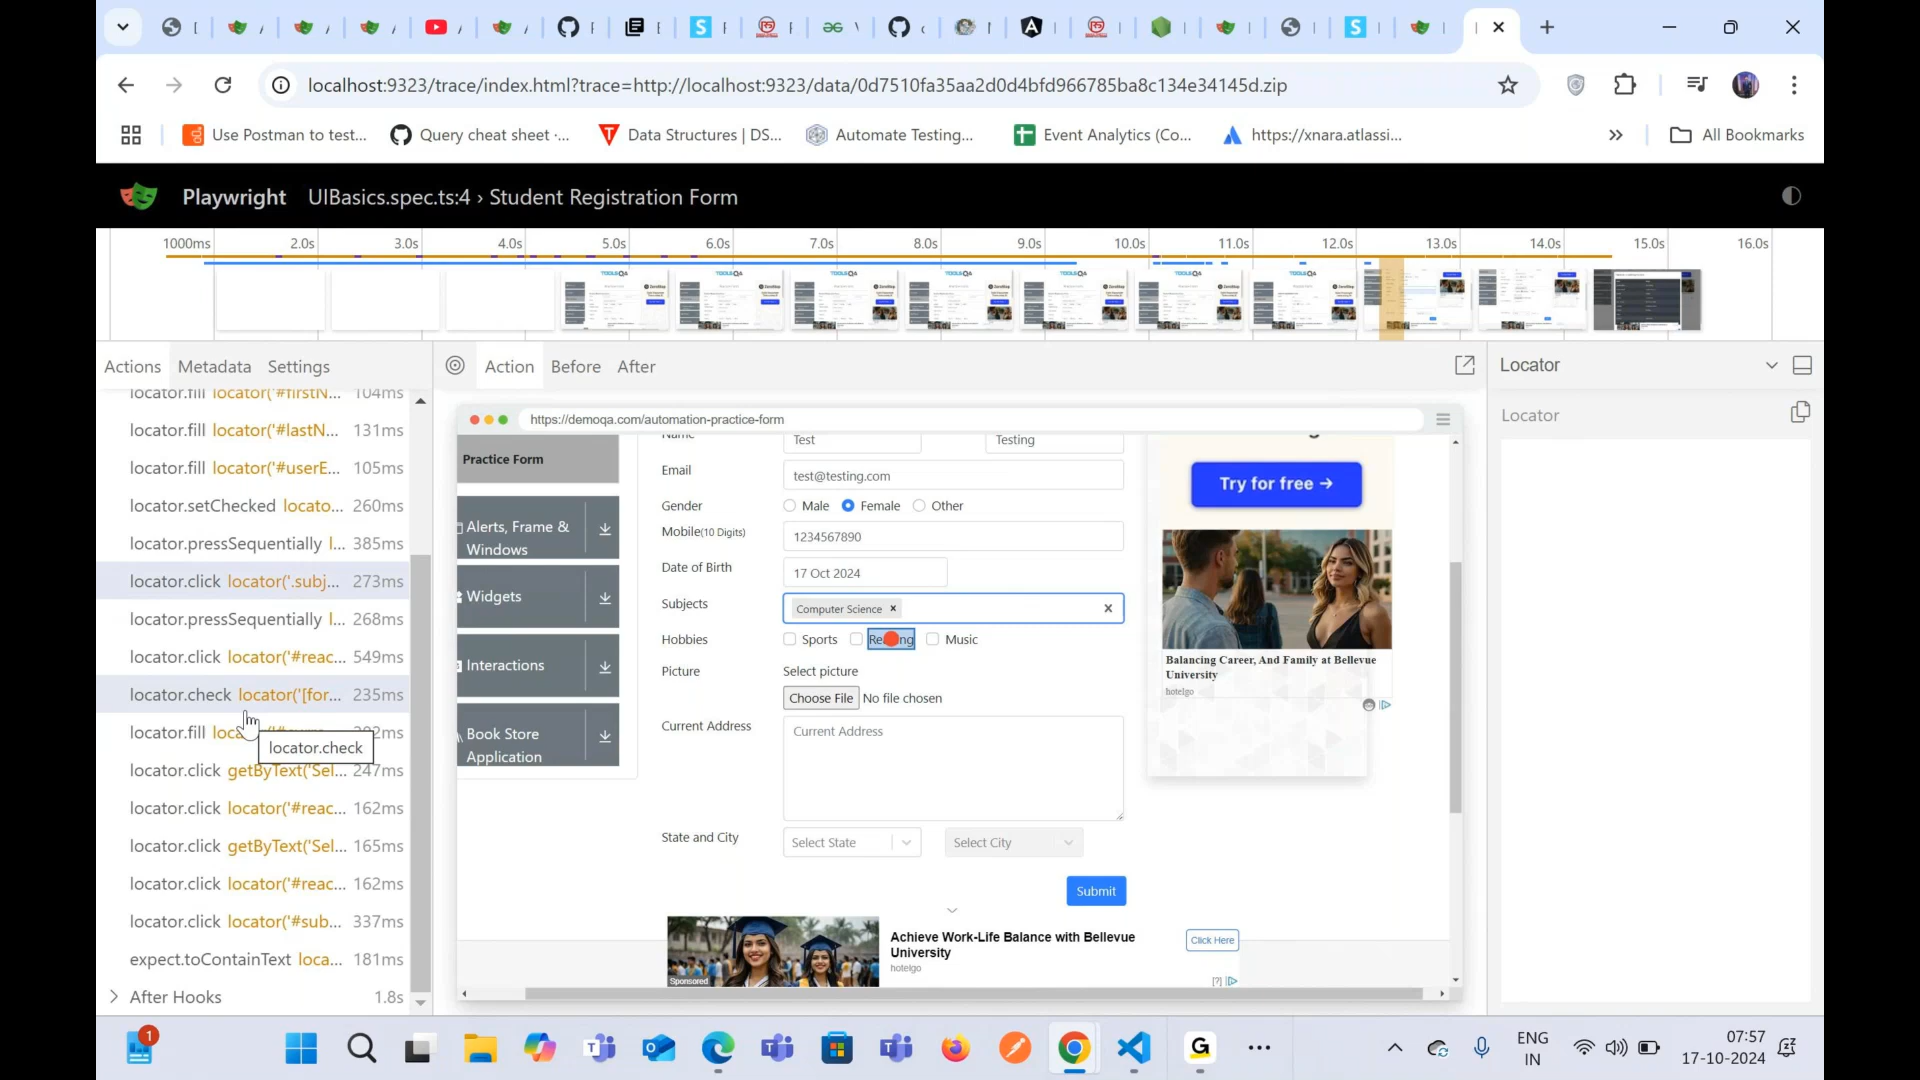 localhost:9323/trace/index.html?trace=http://localhost:9323/data/0d7510fa35aa2d0d4bfd966785ba8c134e34145d.zip
Use Postman to test...
Query cheat sheet ·...
Data Structures | DS...
Automate Testing...
Event Analytics (Co...
https://xnara.atlassi...
All Bookmarks
Playwright UIBasics.spec.ts:4 › Student Registration Form
1000ms 2.0s 3.0s 4.0s 5.0s 6.0s 7.0s 8.0s 9.0s 10.0s 11.0s 12.0s 13.0s 14.0s 15.0s 16.0s
Actions Metadata Settings
Action Before After
Locator
locator.fill locator('#firstN... 104ms
locator.fill locator('#lastN... 131ms
locator.fill locator('#userE... 105ms
locator.setChecked locato... 260ms
locator.pressSequentially l... 385ms
locator.click locator('.subj... 273ms
locator.pressSequentially l... 268ms
locator.click locator('#reac... 549ms
locator.check locator('[for... 235ms
locator.fill
locator.check
locator.click getByText('Sel... 247ms
locator.click locator('#reac... 162ms
locator.click getByText('Sel... 165ms
locator.click locator('#reac... 162ms
locator.click locator('#sub... 337ms
expect.toContainText loca... 181ms
After Hooks 1.8s
https://demoqa.com/automation-practice-form
Practice Form
Alerts, Frame &
Windows
Widgets
Interactions
Book Store
Application
Name Test Testing
Email test@testing.com
Gender Male Female Other
Mobile(10 Digits) 1234567890
Date of Birth 17 Oct 2024
Subjects Computer Science
Hobbies Sports Music
Picture Select picture
Choose File No file chosen
Current Address Current Address
State and City Select State Select City
Submit
Try for free →
Balancing Career, And Family at Bellevue
University
hotelgo
Achieve Work-Life Balance with Bellevue
University
hotelgo
Sponsored
Click Here
Locator
1
ENG
IN
07:57
17-10-2024